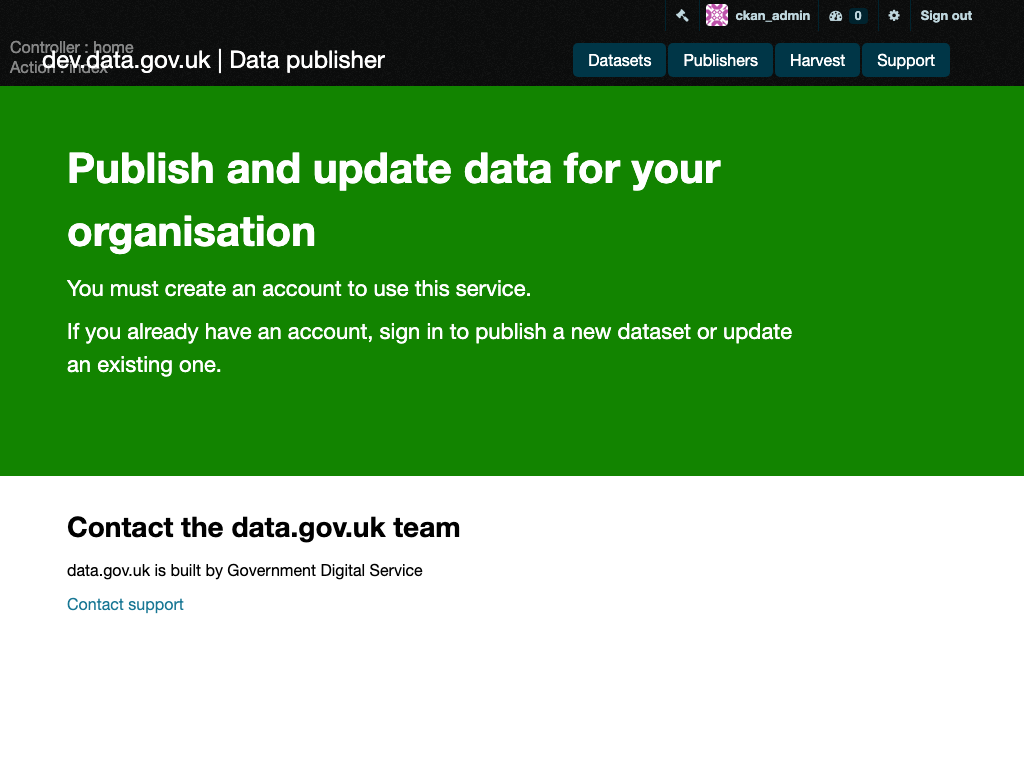 ckan_admin 0 Sign out
Controller : home
Action : index
dev.data.gov.uk | Data publisher
Datasets Publishers Harvest Support
Publish and update data for your
organisation
You must create an account to use this service.
If you already have an account, sign in to publish a new dataset or update
an existing one.
Contact the data.gov.uk team
data.gov.uk is built by Government Digital Service
Contact support